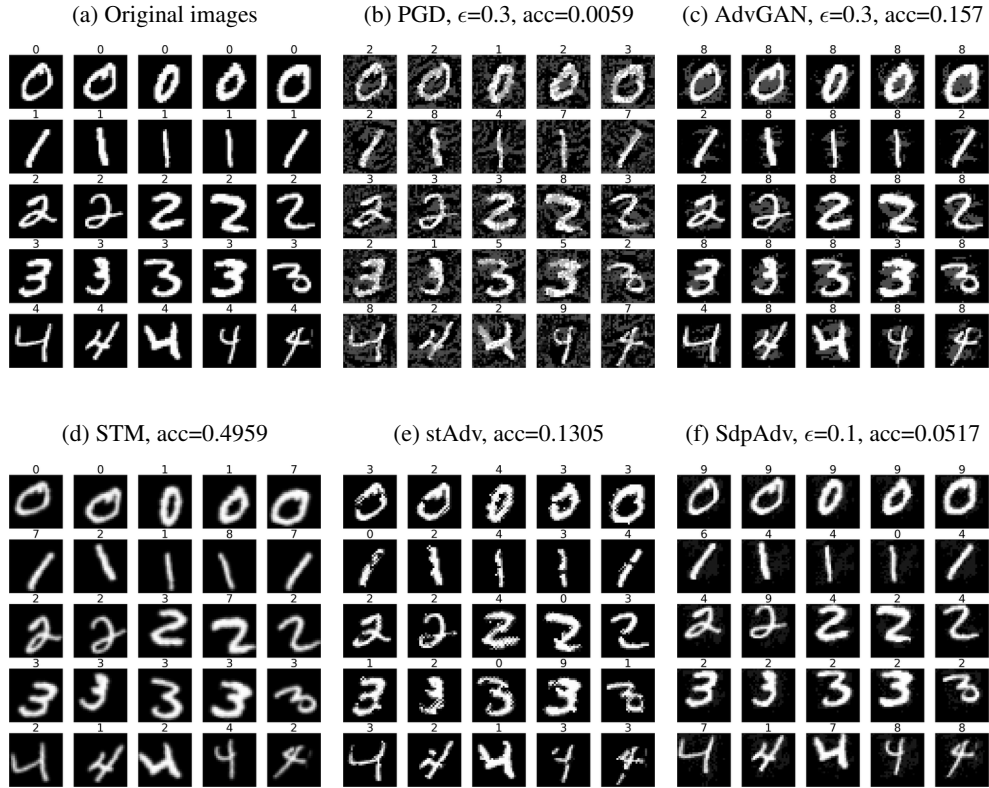 (a) Original images
0 0 0 0 0
1 1 1 1 1
2 2 2 2 2
3 3 3 3 3
4 4 4 4 4
(b) PGD, ϵ=0.3, acc=0.0059
2 2 1 2 3
2 8 4 7 7
3 3 3 8 3
2 1 5 5 2
8 2 2 9 7
(c) AdvGAN, ϵ=0.3, acc=0.157
8 8 8 8 8
2 8 8 8 2
2 8 8 8 8
8 8 8 3 8
4 8 8 8 8
(d) STM, acc=0.4959
0 0 1 1 7
7 2 1 8 7
2 2 3 7 2
3 3 3 3 3
2 1 2 4 2
(e) stAdv, acc=0.1305
3 2 4 3 3
0 2 4 3 4
2 2 4 0 3
1 2 0 9 1
3 2 1 3 3
(f) SdpAdv, ϵ=0.1, acc=0.0517
9 9 9 9 9
6 4 4 0 4
4 9 4 2 4
2 2 2 2 2
7 1 7 8 8